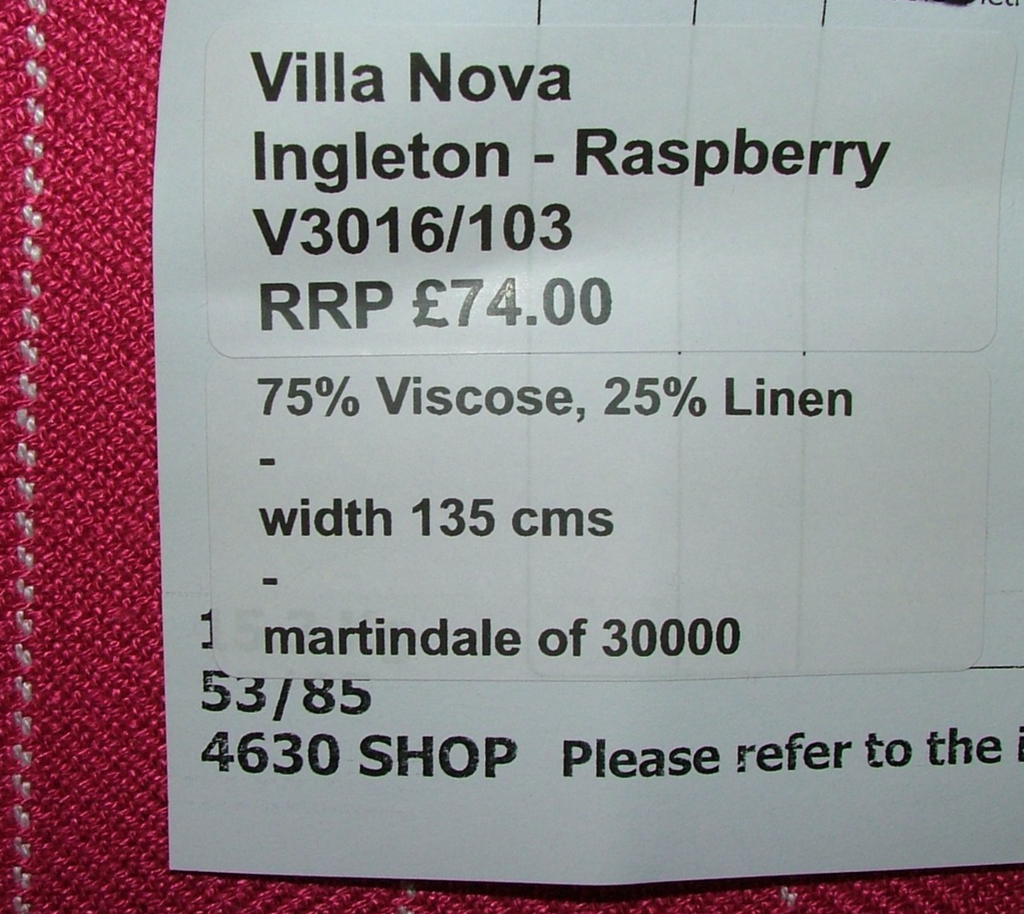 Villa Nova
Ingleton - Raspberry
V3016/103
RRP £74.00
75% Viscose, 25% Linen
-
width 135 cms
-
martindale of 30000
53/85
4630 SHOP Please refer to the